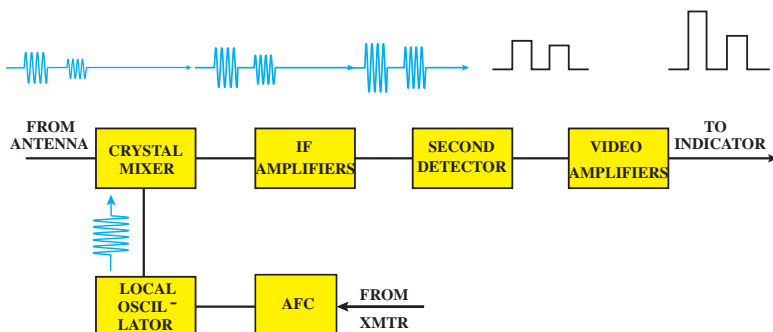 FROM
ANTENNA
CRYSTAL
MIXER
IF
AMPLIFIERS
SECOND
DETECTOR
VIDEO
AMPLIFIERS
TO
INDICATOR
LOCAL
OSCIL -
LATOR
AFC
FROM
XMTR